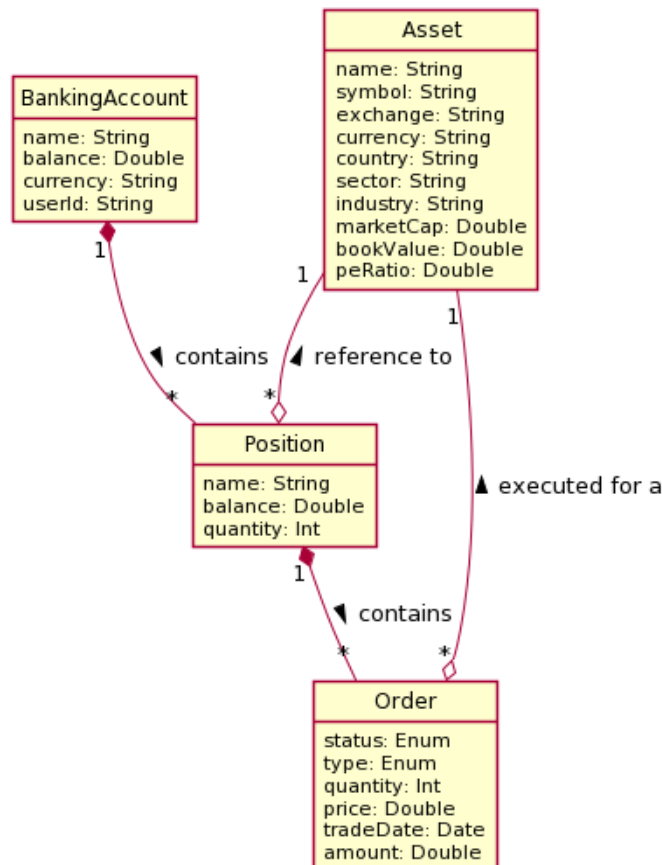 Asset
name: String
symbol: String
exchange: String
currency: String
country: String
sector: String
industry: String
marketCap: Double
bookValue: Double
peRatio: Double
BankingAccount
name: String
balance: Double
currency: String
userId: String
1
1
1
contains
reference to
*
*
Position
name: String
balance: Double
quantity: Int
executed for a
1
contains
*
*
Order
status: Enum
type: Enum
quantity: Int
price: Double
tradeDate: Date
amount: Double